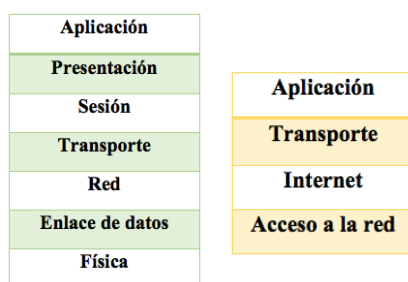 Aplicación
Presentación
Sesión
Transporte
Red
Enlace de datos
Física
Aplicación
Transporte
Internet
Acceso a la red